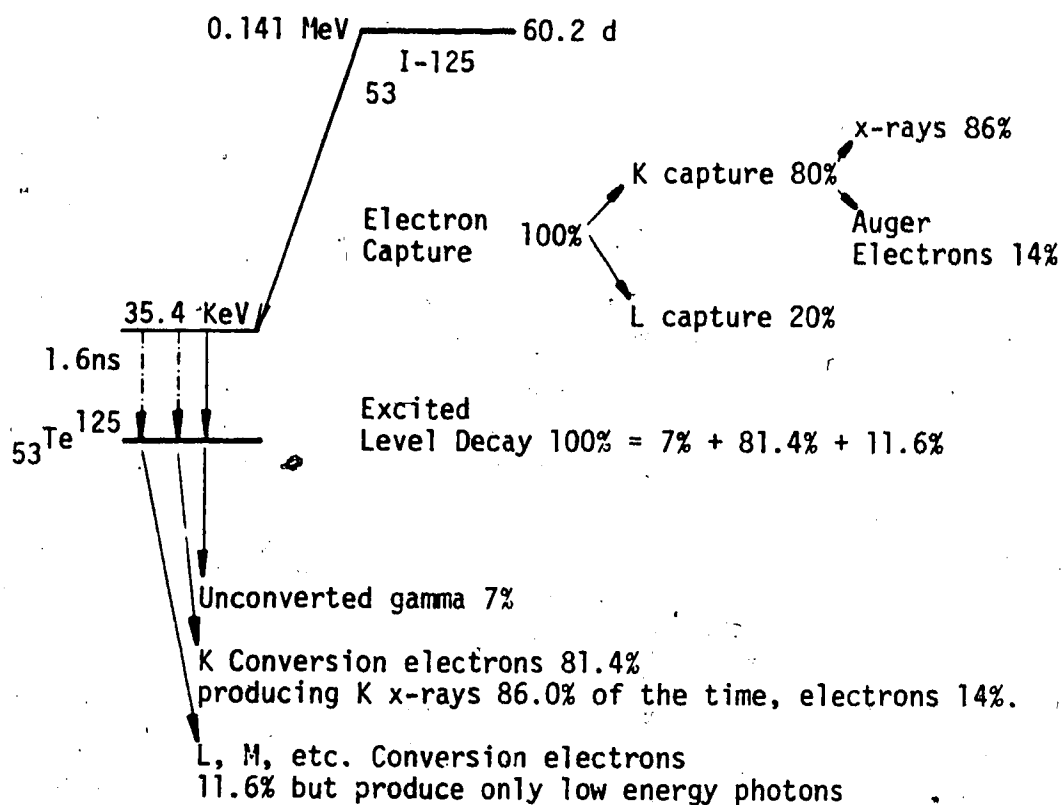 0.141 MeV 60.2 d
I-125
53
x-rays 86%
K capture 80%
Electron
Capture 100%
Auger
Electrons 14%
L capture 20%
35.4 KeV
1.6ns
53Te125
Excited
Level Decay 100% = 7% + 81.4% + 11.6%
Unconverted gamma 7%
K Conversion electrons 81.4%
producing K x-rays 86.0% of the time, electrons 14%.
L, M, etc. Conversion electrons
11.6% but produce only low energy photons